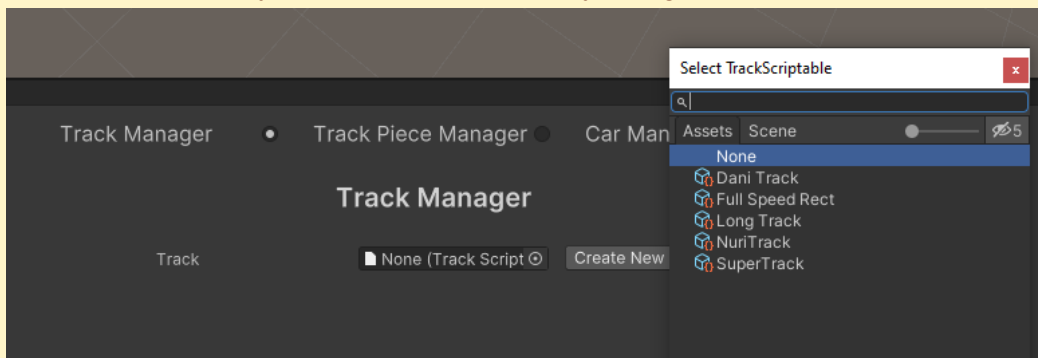 Select TrackScriptable
x
Assets Scene 5
None
Dani Track
Full Speed Rect
Long Track
NuriTrack
SuperTrack
Track Manager Track Piece Manager Car Man
Track Manager
Track None (Track Script Create New